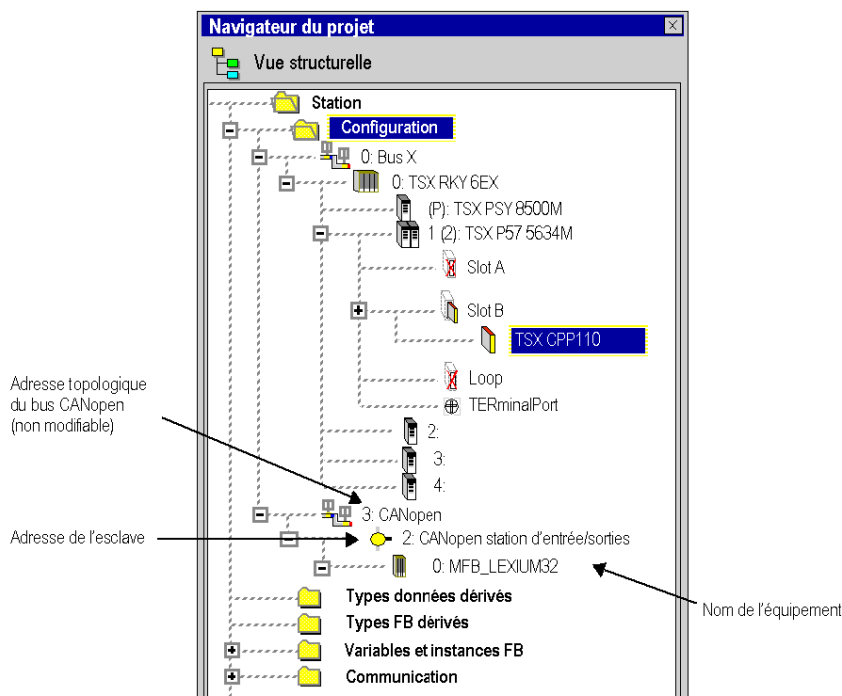 Navigateur du projet
Vue structurelle
Station
Configuration
0: Bus X
0: TSX RKY 6EX
(P): TSX PSY 8500M
1 (2): TSX P57 5634M
Slot A
Slot B
TSX CPP110
Loop
TERminalPort
2:
3:
4:
Adresse topologique
du bus CANopen
(non modifiable)
3: CANopen
Adresse de l'esclave
2: CANopen station d'entrée/sorties
0: MFB_LEXIUM32
Nom de l'équipement
Types données dérivés
Types FB dérivés
Variables et instances FB
Communication